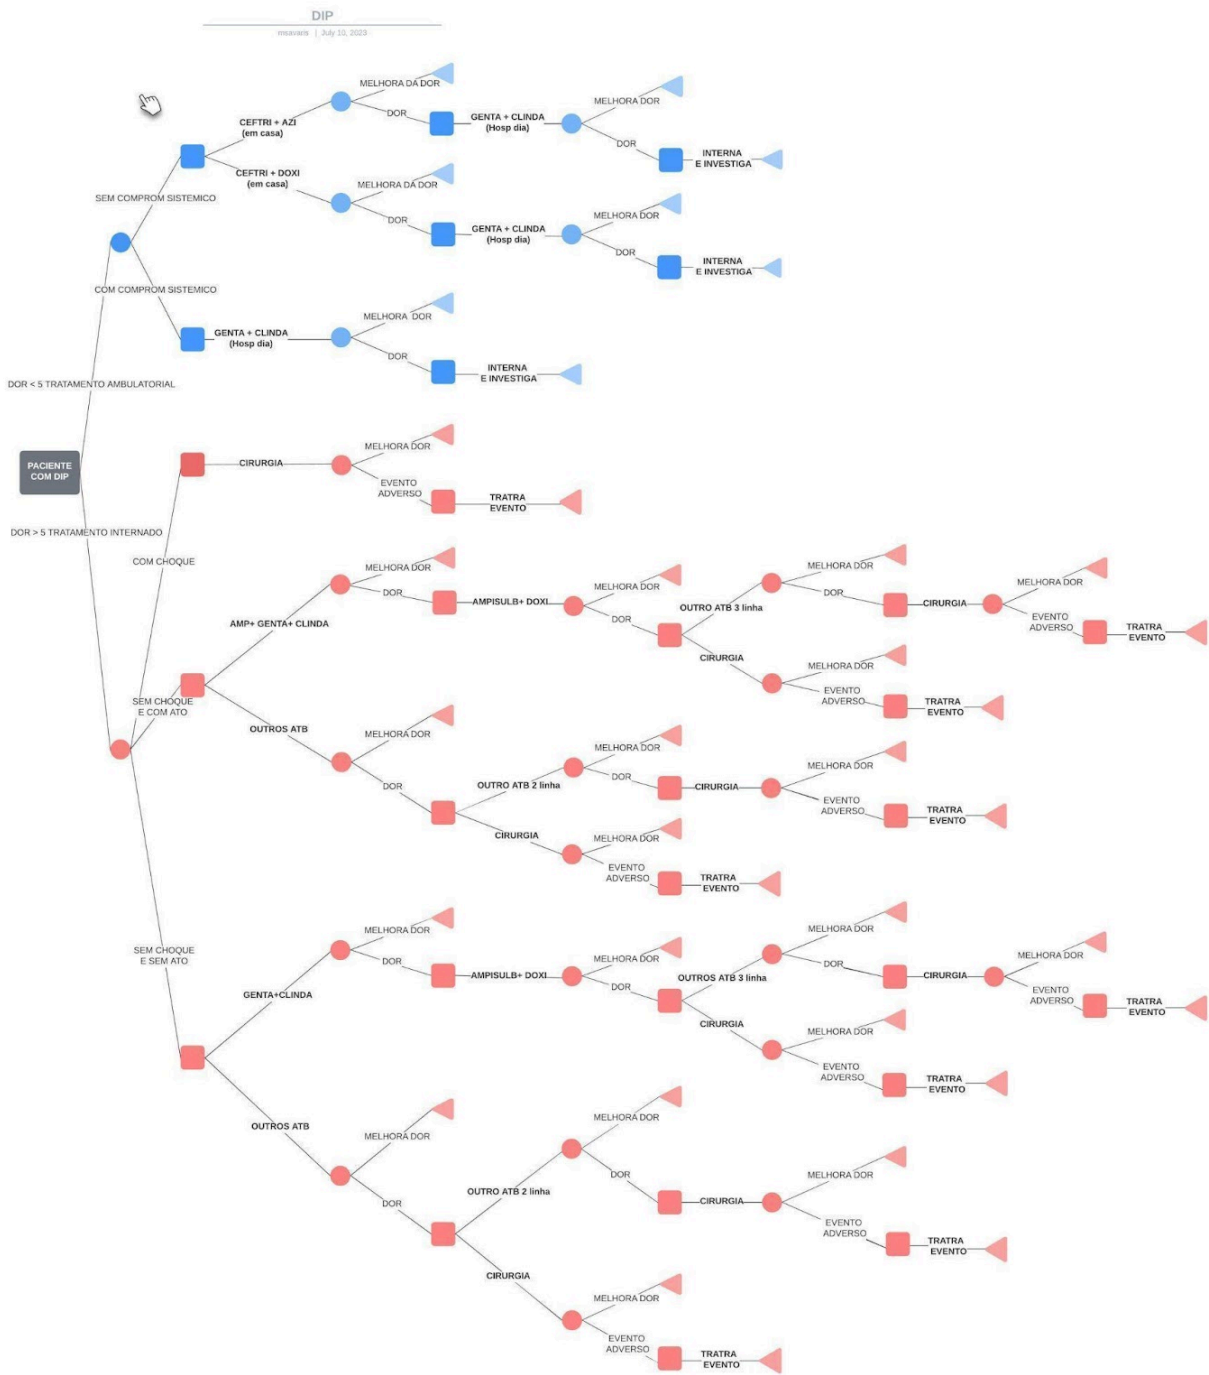 DIP
msavaris | July 10, 2023
MELHORA DA DOR
CEFTRI + AZI
(em casa)
DOR
GENTA + CLINDA
(Hosp dia)
MELHORA DOR
DOR
INTERNA
E INVESTIGA
SEM COMPROM SISTEMICO
CEFTRI + DOXI
(em casa)
MELHORA DA DOR
DOR
GENTA + CLINDA
(Hosp dia)
MELHORA DOR
DOR
INTERNA
E INVESTIGA
COM COMPROM SISTEMICO
GENTA + CLINDA
(Hosp dia)
MELHORA DOR
DOR
INTERNA
E INVESTIGA
DOR < 5 TRATAMENTO AMBULATORIAL
PACIENTE
COM DIP
DOR > 5 TRATAMENTO INTERNADO
COM CHOQUE
CIRURGIA
MELHORA DOR
EVENTO
ADVERSO
TRATRA
EVENTO
SEM CHOQUE
E COM ATO
AMP+ GENTA+ CLINDA
MELHORA DOR
DOR
AMPISULB+ DOXI
MELHORA DOR
DOR
OUTRO ATB 3 linha
MELHORA DOR
DOR
CIRURGIA
MELHORA DOR
EVENTO
ADVERSO
TRATRA
EVENTO
CIRURGIA
MELHORA DOR
EVENTO
ADVERSO
TRATRA
EVENTO
OUTROS ATB
MELHORA DOR
DOR
OUTRO ATB 2 linha
MELHORA DOR
DOR
CIRURGIA
MELHORA DOR
EVENTO
ADVERSO
TRATRA
EVENTO
CIRURGIA
MELHORA DOR
EVENTO
ADVERSO
TRATRA
EVENTO
SEM CHOQUE
E SEM ATO
GENTA+CLINDA
MELHORA DOR
DOR
AMPISULB+ DOXI
MELHORA DOR
DOR
OUTROS ATB 3 linha
MELHORA DOR
DOR
CIRURGIA
MELHORA DOR
EVENTO
ADVERSO
TRATRA
EVENTO
CIRURGIA
MELHORA DOR
EVENTO
ADVERSO
TRATRA
EVENTO
OUTROS ATB
MELHORA DOR
DOR
OUTRO ATB 2 linha
MELHORA DOR
DOR
CIRURGIA
MELHORA DOR
EVENTO
ADVERSO
TRATRA
EVENTO
CIRURGIA
MELHORA DOR
EVENTO
ADVERSO
TRATRA
EVENTO